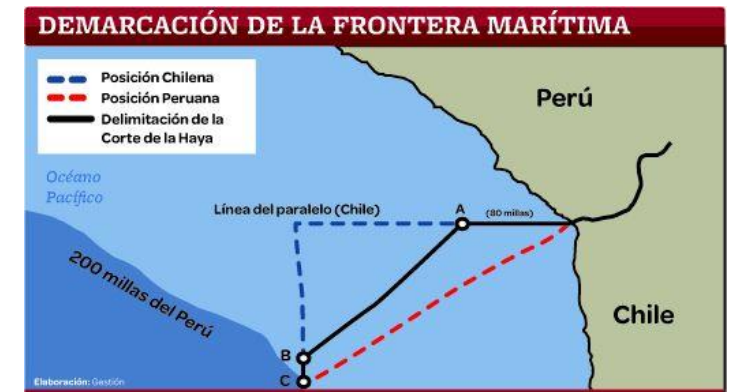 DEMARCACIÓN DE LA FRONTERA MARÍTIMA
Posición Chilena
Posición Peruana
Delimitación de la
Corte de la Haya
Perú
Océano
Pacífico
Línea del paralelo (Chile)
A
(80 millas)
200 millas del Perú
Chile
B
C
Elaboración: Gestión